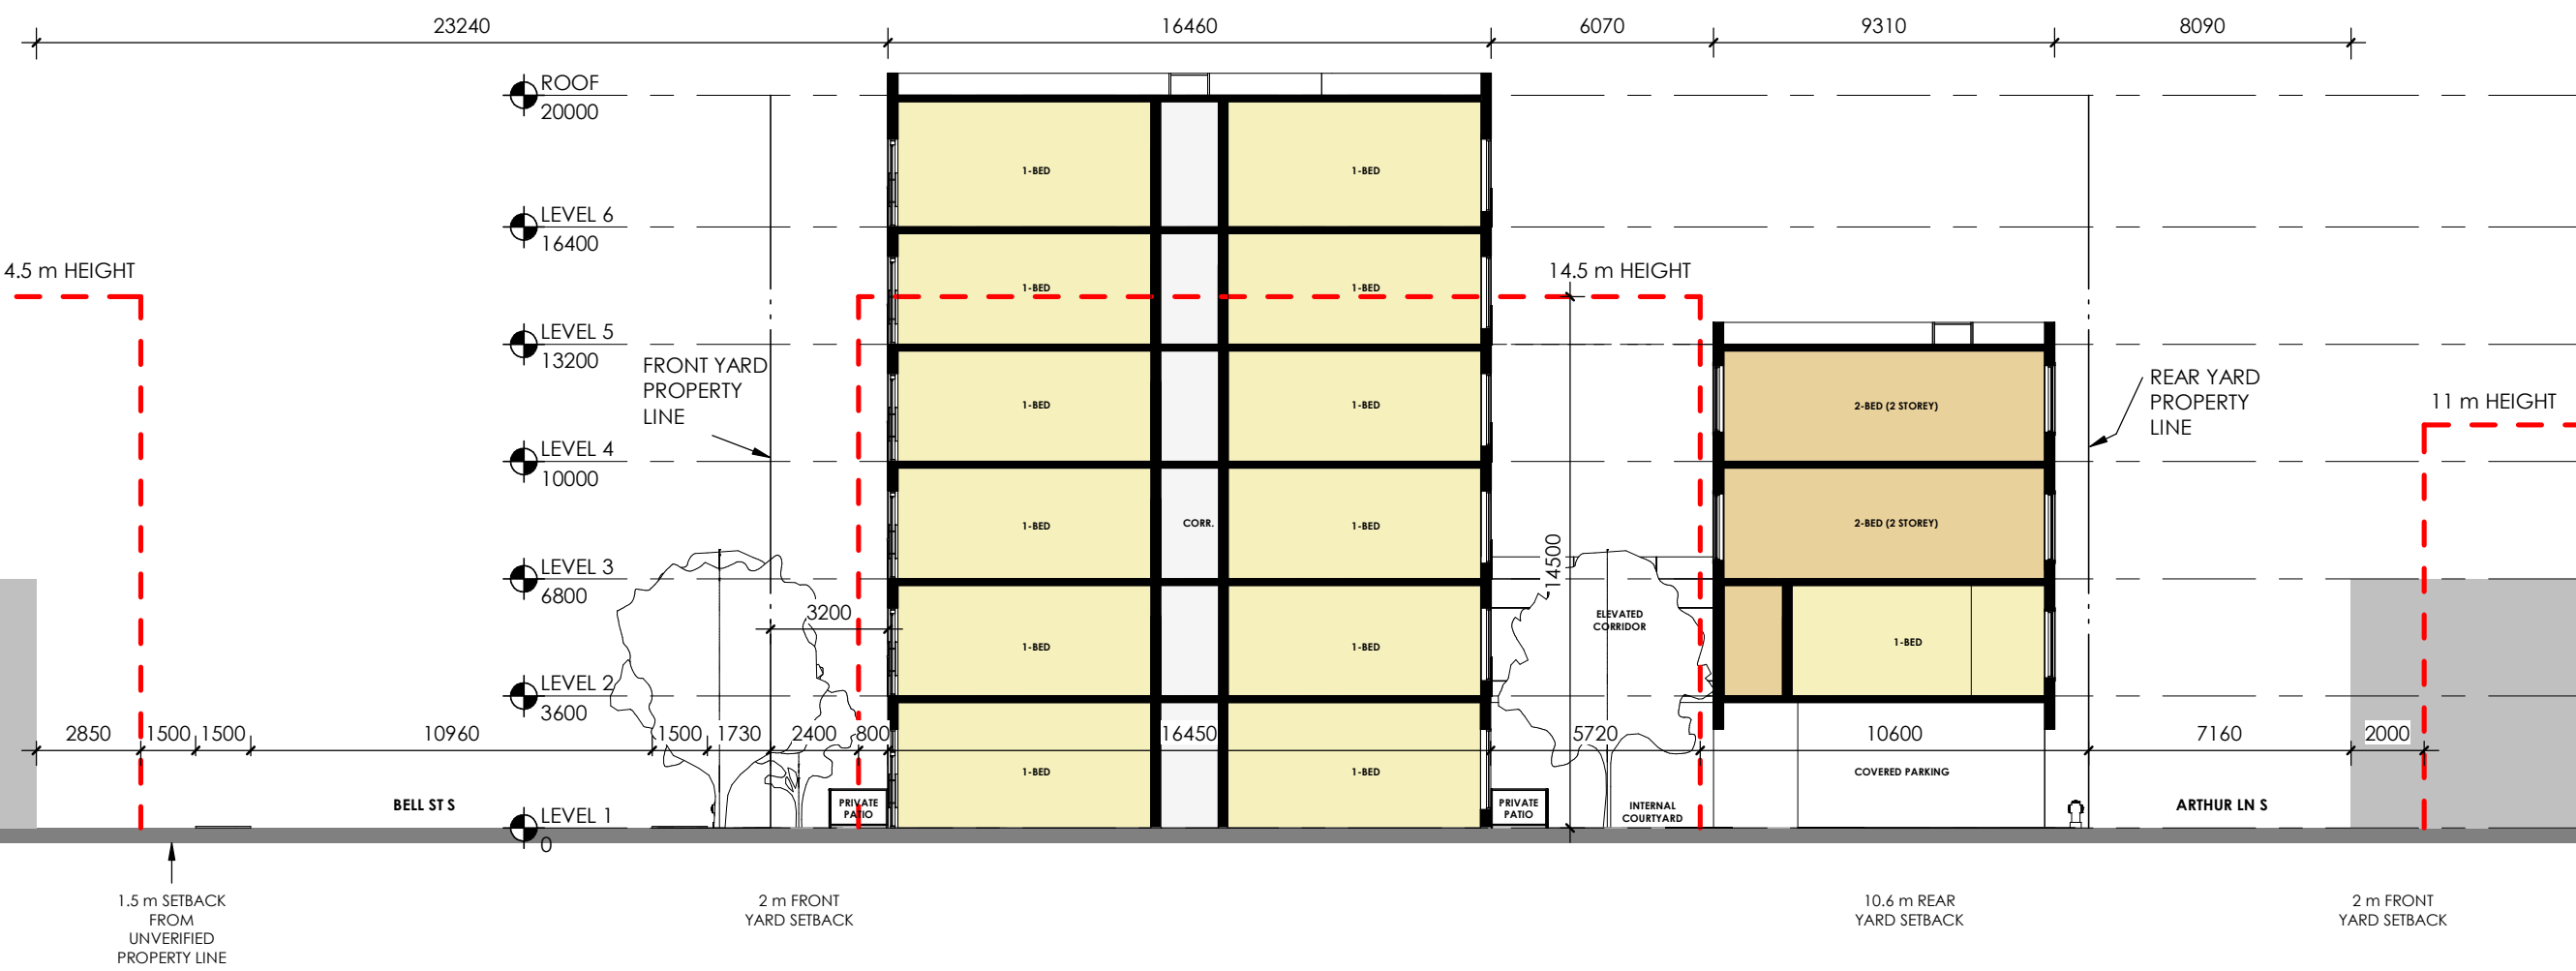 23240
16460
6070
9310
8090
ROOF
20000
1-BED
1-BED
LEVEL 6
16400
4.5 m HEIGHT
14.5 m HEIGHT
1-BED
1-BED
LEVEL 5
13200
FRONT YARD
PROPERTY
LINE
REAR YARD
PROPERTY
LINE
11 m HEIGHT
1-BED
1-BED
2-BED (2 STOREY)
LEVEL 4
10000
1-BED
CORR.
1-BED
2-BED (2 STOREY)
14500
LEVEL 3
6800
3200
ELEVATED
CORRIDOR
1-BED
1-BED
1-BED
LEVEL 2
3600
2850
1500
1500
10960
1500
1730
2400
800
16450
5720
10600
7160
2000
1-BED
1-BED
COVERED PARKING
BELL ST S
PRIVATE
PATIO
PRIVATE
PATIO
INTERNAL
COURTYARD
ARTHUR LN S
LEVEL 1
0
1.5 m SETBACK
FROM
UNVERIFIED
PROPERTY LINE
2 m FRONT
YARD SETBACK
10.6 m REAR
YARD SETBACK
2 m FRONT
YARD SETBACK